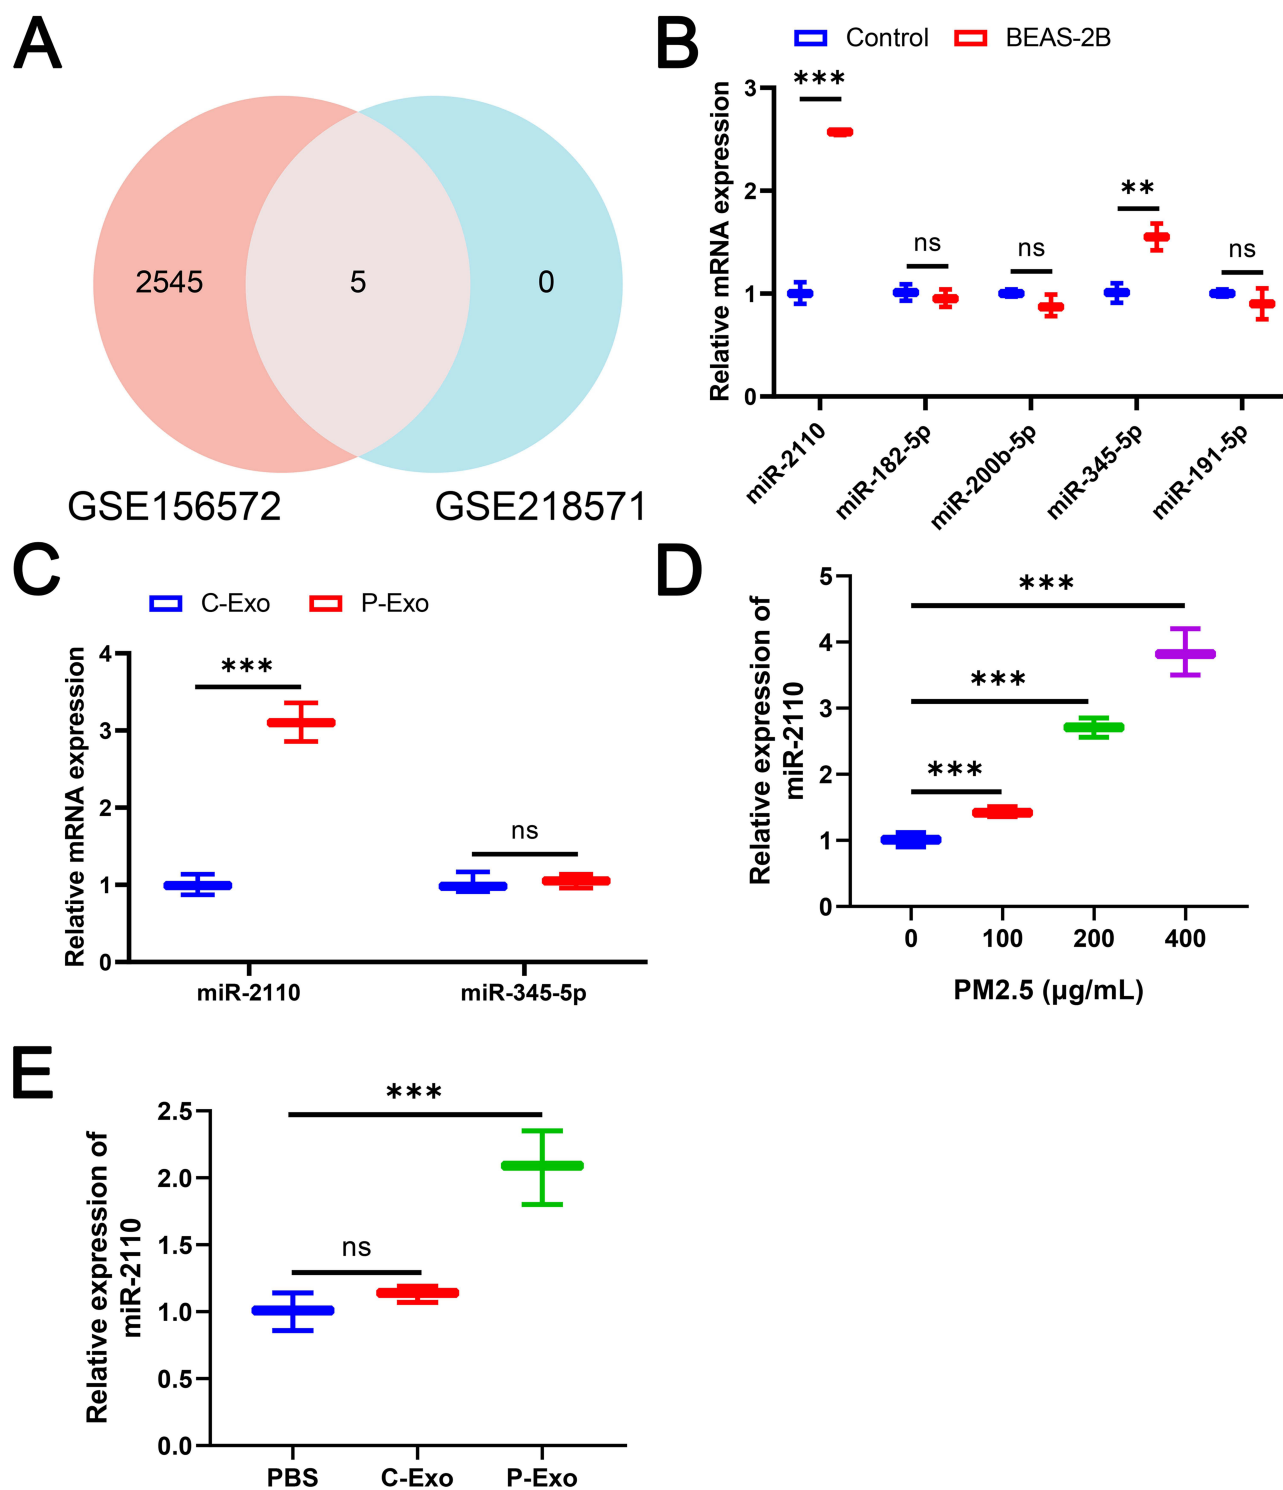 A
2545
5
0
GSE156572
GSE218571
B
Control
BEAS-2B
Relative mRNA expression
3
2
1
0
***
ns
ns
**
ns
miR-2110
miR-182-5p
miR-200b-5p
miR-345-5p
miR-191-5p
C
C-Exo
P-Exo
Relative mRNA expression
4
3
2
1
0
***
ns
miR-2110
miR-345-5p
D
Relative expression of
miR-2110
5
4
3
2
1
0
***
***
***
0
100
200
400
PM2.5 (µg/mL)
E
Relative expression of
miR-2110
2.5
2.0
1.5
1.0
0.5
0.0
***
ns
PBS
C-Exo
P-Exo